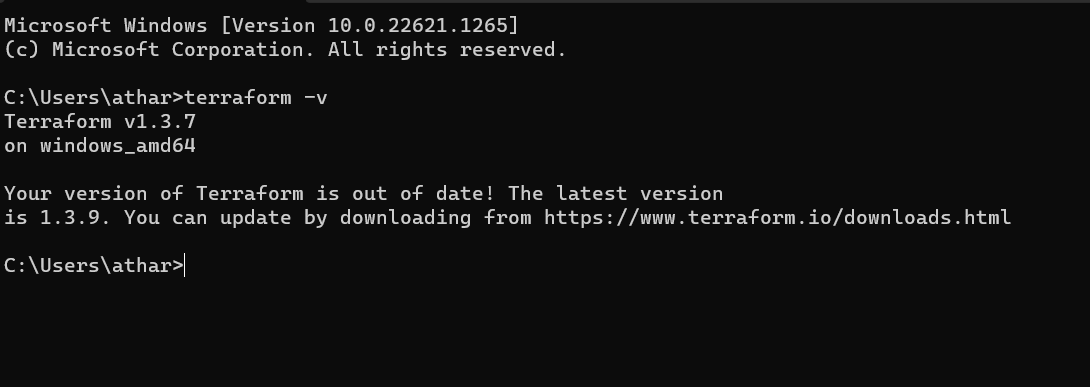 Microsoft Windows [Version 10.0.22621.1265]
(c) Microsoft Corporation. All rights reserved.
C:\Users\athar>terraform -v
Terraform v1.3.7
on windows_amd64
Your version of Terraform is out of date! The latest version
is 1.3.9. You can update by downloading from https://www.terraform.io/downloads.html
C:\Users\athar>